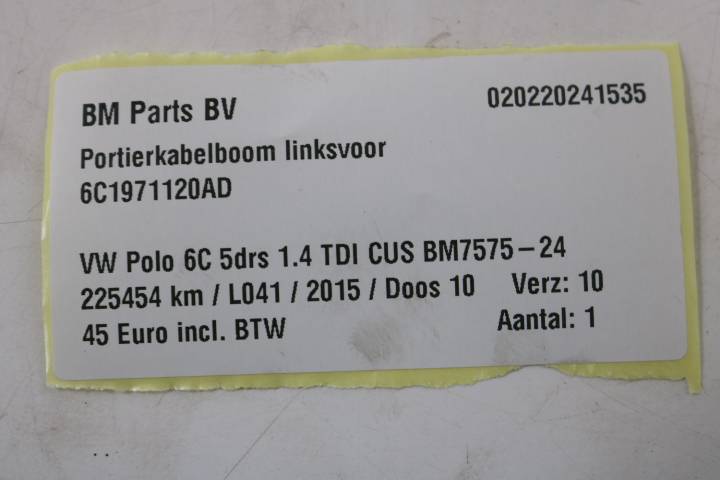 BM Parts BV 020220241535
Portierkabelboom linksvoor
6C1971120AD
VW Polo 6C 5drs 1.4 TDI CUS BM7575-24
225454 km / L041 / 2015 / Doos 10 Verz: 10
45 Euro incl. BTW Aantal: 1